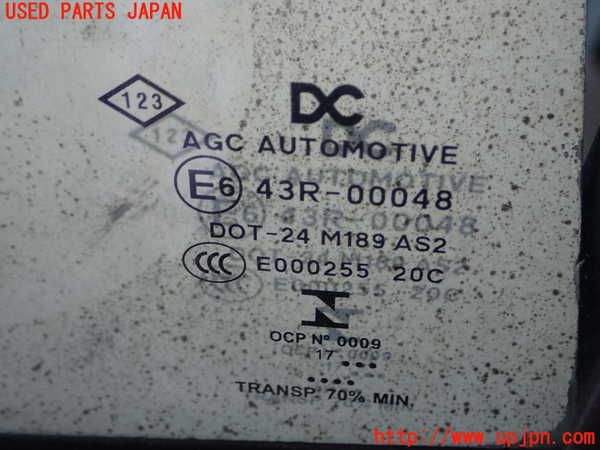 USED PARTS JAPAN
123
DC
AGC AUTOMOTIVE
E6 43R-00048
DOT-24 M189 AS2
CCC E000255 20C
OCP Nº 0009
17 ...
....
TRANSP. 70% MIN.
http://www.upjpn.com/